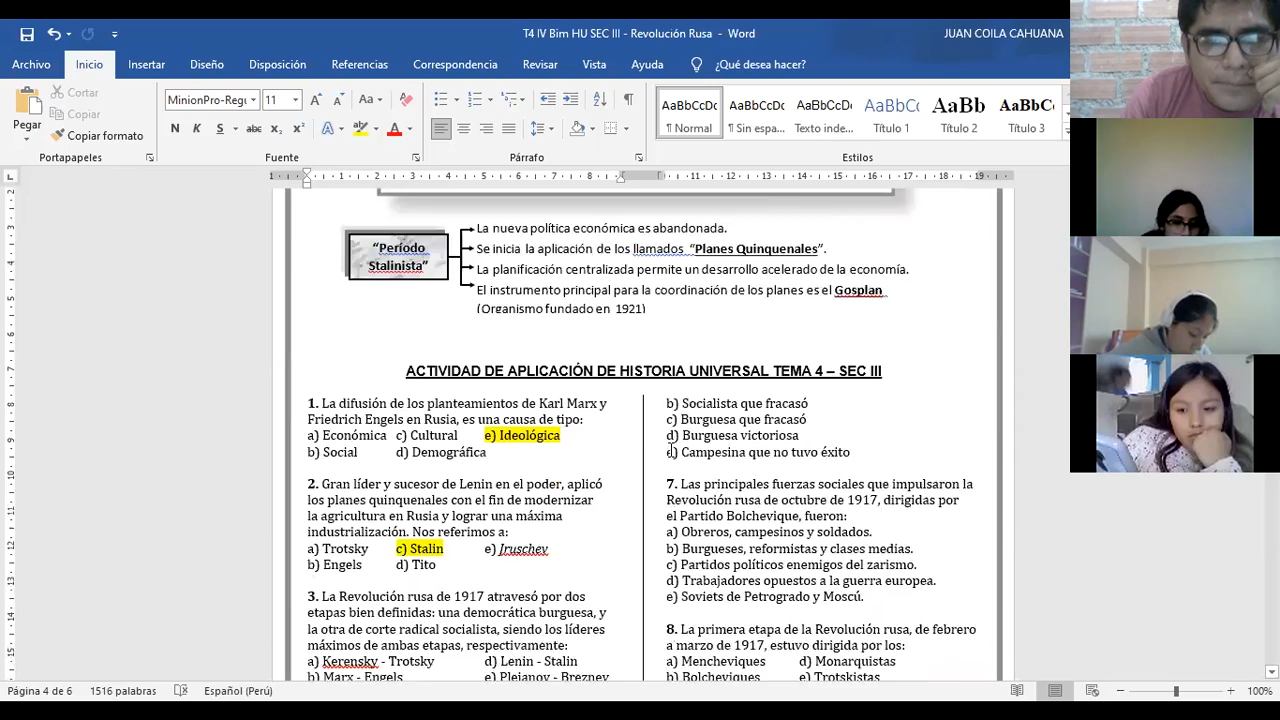 T4 IV Bim HU SEC III - Revolución Rusa - Word
JUAN COILA CAHUANA
Archivo Inicio Insertar Diseño Disposición Referencias Correspondencia Revisar Vista Ayuda ¿Qué desea hacer?
Pegar
Cortar
Copiar
Copiar formato
MinionPro-Regu 11
N K S abc x₂ x²
AaBbCcDc AaBbCcDc AaBbCcDc AaBbCc AaBb AaBbCc
¶ Normal ¶ Sin espa... Texto inde... Título 1 Título 2 Título 3
Portapapeles Fuente Párrafo Estilos
“Período
Stalinista”
La nueva política económica es abandonada.
Se inicia la aplicación de los llamados “Planes Quinquenales”.
La planificación centralizada permite un desarrollo acelerado de la economía.
El instrumento principal para la coordinación de los planes es el Gosplan
(Organismo fundado en 1921)
ACTIVIDAD DE APLICACIÓN DE HISTORIA UNIVERSAL TEMA 4 – SEC III
1. La difusión de los planteamientos de Karl Marx y
Friedrich Engels en Rusia, es una causa de tipo:
a) Económica c) Cultural e) Ideológica
b) Social d) Demográfica
2. Gran líder y sucesor de Lenin en el poder, aplicó
los planes quinquenales con el fin de modernizar
la agricultura en Rusia y lograr una máxima
industrialización. Nos referimos a:
a) Trotsky c) Stalin e) Jruschev
b) Engels d) Tito
3. La Revolución rusa de 1917 atravesó por dos
etapas bien definidas: una democrática burguesa, y
la otra de corte radical socialista, siendo los líderes
máximos de ambas etapas, respectivamente:
a) Kerensky - Trotsky d) Lenin - Stalin
b) Marx - Engels e) Plejanov - Brezney
b) Socialista que fracasó
c) Burguesa que fracasó
d) Burguesa victoriosa
e) Campesina que no tuvo éxito
7. Las principales fuerzas sociales que impulsaron la
Revolución rusa de octubre de 1917, dirigidas por
el Partido Bolchevique, fueron:
a) Obreros, campesinos y soldados.
b) Burgueses, reformistas y clases medias.
c) Partidos políticos enemigos del zarismo.
d) Trabajadores opuestos a la guerra europea.
e) Soviets de Petrogrado y Moscú.
8. La primera etapa de la Revolución rusa, de febrero
a marzo de 1917, estuvo dirigida por los:
a) Mencheviques d) Monarquistas
b) Bolcheviques e) Trotskistas
Página 4 de 6 1516 palabras Español (Perú) 100%